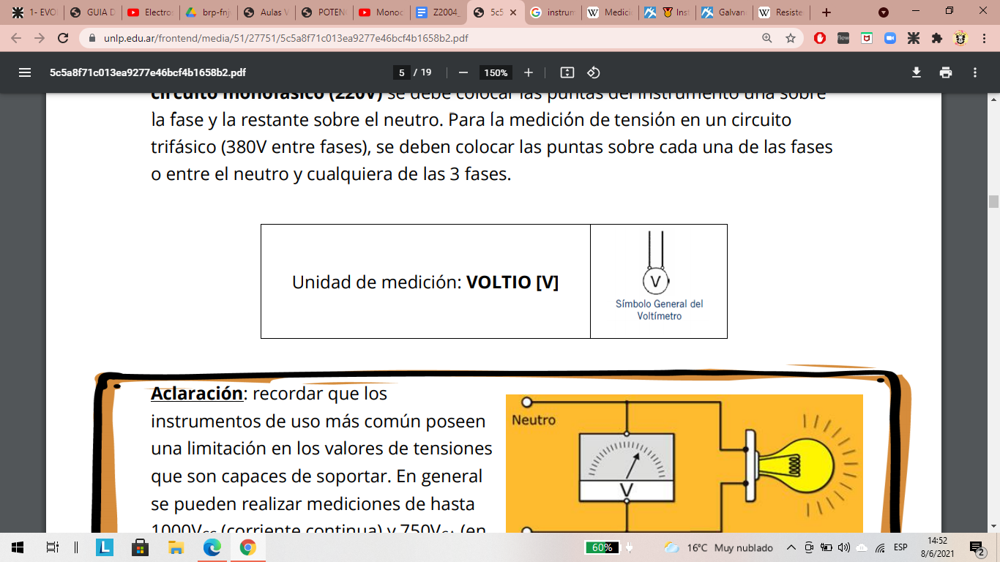 1- EVO
GUIA D
Electro
brp-fnj
Aulas V
POTEN
Monoc
Z2004_
5c5
instrum
Medici
Ins
Galvan
Resiste
unlp.edu.ar/frontend/media/51/27751/5c5a8f71c013ea9277e46bcf4b1658b2.pdf
5c5a8f71c013ea9277e46bcf4b1658b2.pdf
5 / 19
150%
circuito monofásico (220V) se debe colocar las puntas del instrumento una sobre
la fase y la restante sobre el neutro. Para la medición de tensión en un circuito
trifásico (380V entre fases), se deben colocar las puntas sobre cada una de las fases
o entre el neutro y cualquiera de las 3 fases.
Unidad de medición: VOLTIO [V]
V
Símbolo General del
Voltímetro
Aclaración: recordar que los
instrumentos de uso más común poseen
una limitación en los valores de tensiones
que son capaces de soportar. En general
se pueden realizar mediciones de hasta
1000Vcc (corriente continua) y 750VCA (en
Neutro
V
L
60%
16°C Muy nublado
ESP
14:52
8/6/2021
2